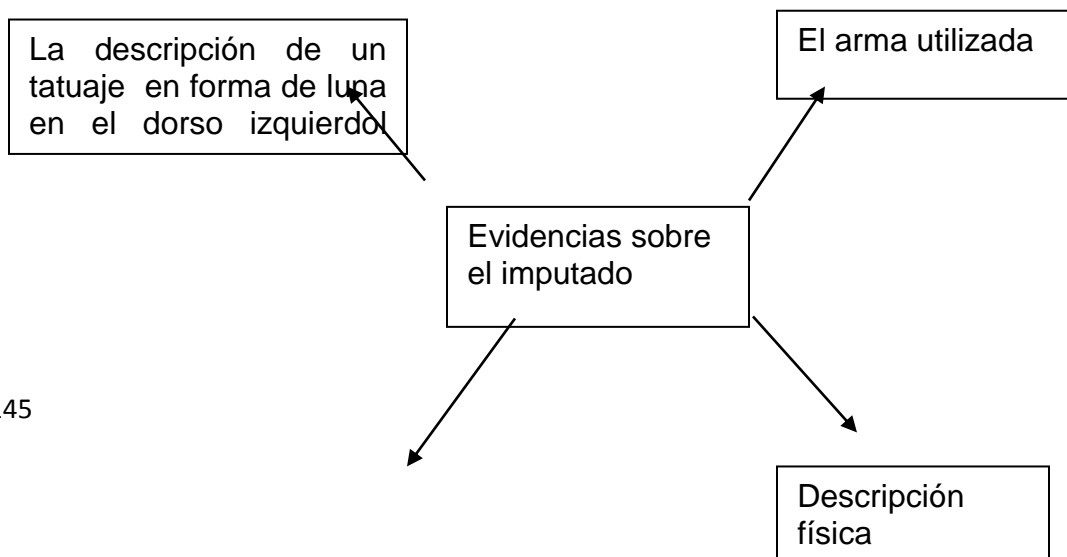 La descripción de un
tatuaje en forma de luna
en el dorso izquierdol
El arma utilizada
Evidencias sobre
el imputado
145
Descripción
física